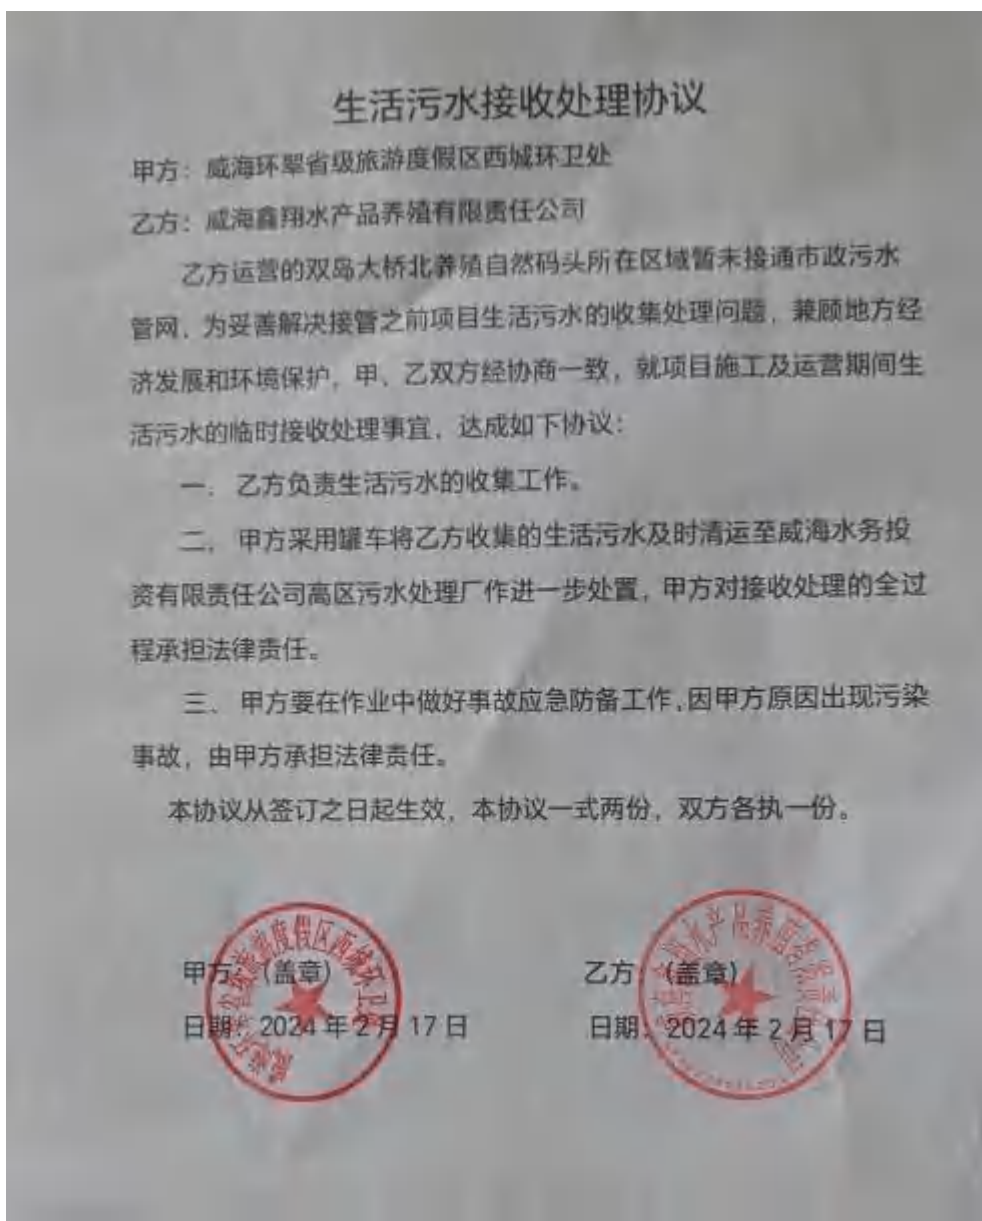 生活污水接收处理协议
甲方：威海环翠省级旅游度假区西城环卫处
乙方：威海鑫翔水产品养殖有限责任公司
乙方运营的双岛大桥北养殖自然码头所在区域暂未接通市政污水
管网，为妥善解决接管之前项目生活污水的收集处理问题，兼顾地方经
济发展和环境保护，甲、乙双方经协商一致，就项目施工及运营期间生
活污水的临时接收处理事宜，达成如下协议：
一、乙方负责生活污水的收集工作。
二、甲方采用罐车将乙方收集的生活污水及时清运至威海水务投
资有限责任公司高区污水处理厂作进一步处置，甲方对接收处理的全过
程承担法律责任。
三、甲方要在作业中做好事故应急防备工作，因甲方原因出现污染
事故，由甲方承担法律责任。
本协议从签订之日起生效，本协议一式两份，双方各执一份。
甲方：（盖章）
乙方：（盖章）
日期：2024年2月17日
日期：2024年2月17日
威海环翠省级旅游度假区西城环卫处